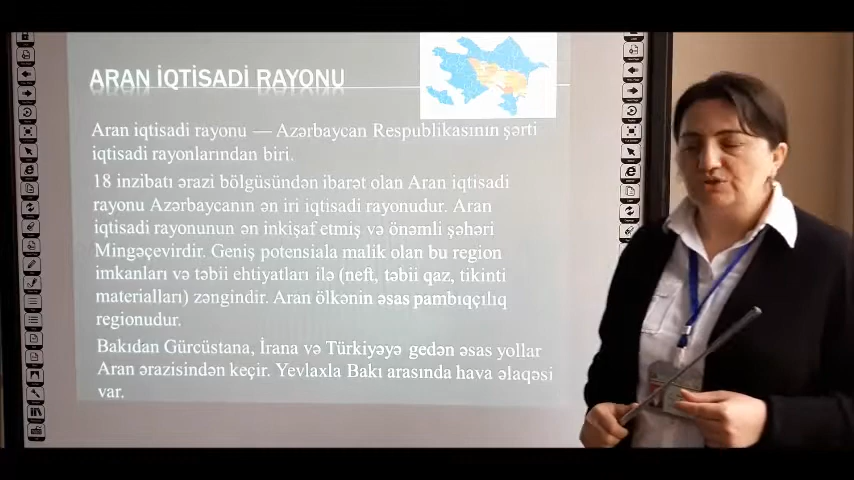 ARAN İQTİSADİ RAYONU
Aran iqtisadi rayonu — Azərbaycan Respublikasının şərti
iqtisadi rayonlarından biri.
18 inzibatı ərazi bölgüsündən ibarət olan Aran iqtisadi
rayonu Azərbaycanın ən iri iqtisadi rayonudur. Aran
iqtisadi rayonunun ən inkişaf etmiş və önəmli şəhəri
Mingəçevirdir. Geniş potensiala malik olan bu region
imkanları və təbii ehtiyatları ilə (neft, təbii qaz, tikinti
materialları) zəngindir. Aran ölkənin əsas pambıqçılıq
regionudur.
Bakıdan Gürcüstana, İrana və Türkiyəyə gedən əsas yollar
Aran ərazisindən keçir. Yevlaxla Bakı arasında hava əlaqəsi
var.